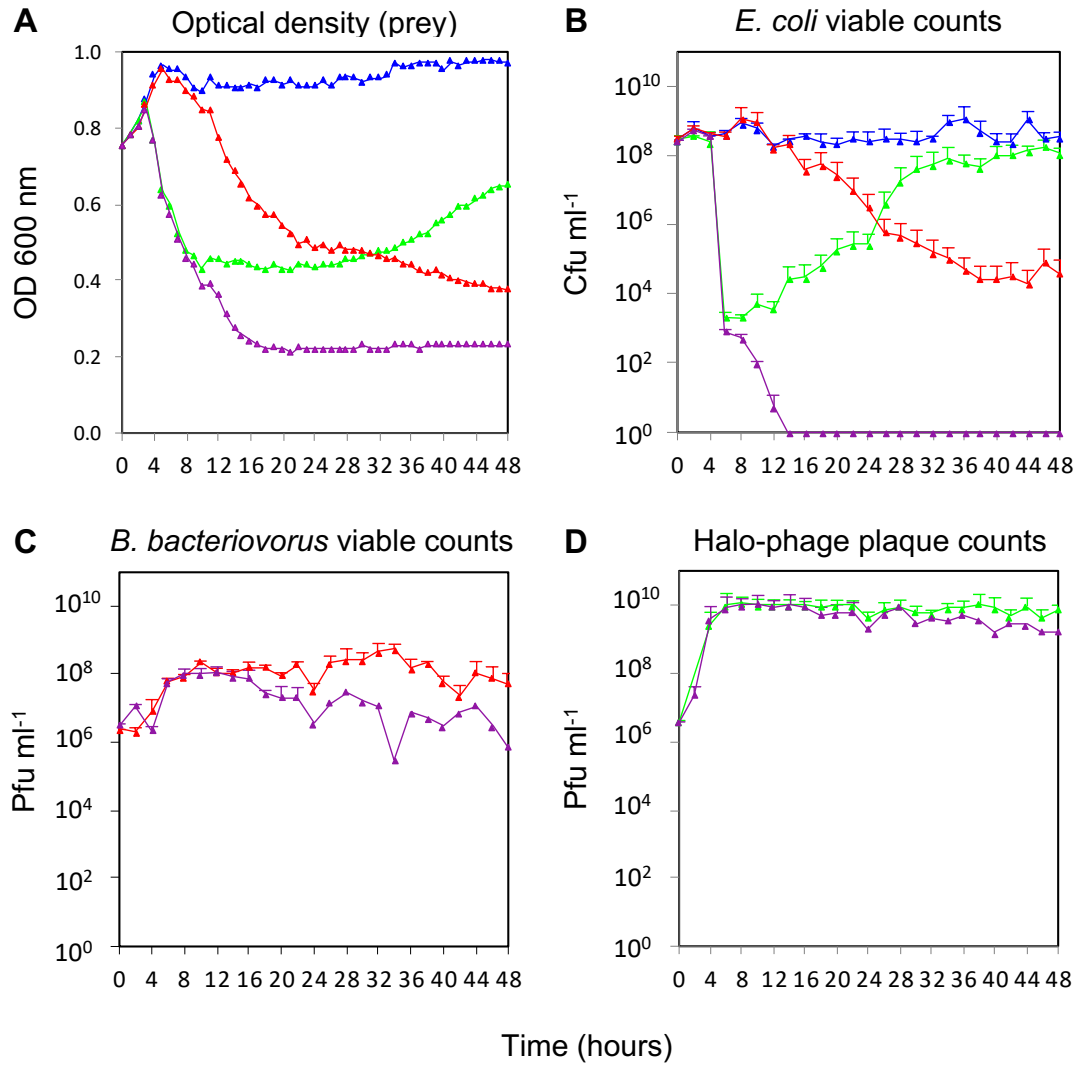 A Optical density (prey)
1.0
0.8
0.6
0.4
0.2
0.0
OD 600 nm
0 4 8 12 16 20 24 28 32 36 40 44 48
B E. coli viable counts
10^10
10^8
10^6
10^4
10^2
10^0
Cfu ml^-1
0 4 8 12 16 20 24 28 32 36 40 44 48
C B. bacteriovorus viable counts
10^10
10^8
10^6
10^4
10^2
10^0
Pfu ml^-1
0 4 8 12 16 20 24 28 32 36 40 44 48
D Halo-phage plaque counts
10^10
10^8
10^6
10^4
10^2
10^0
Pfu ml^-1
0 4 8 12 16 20 24 28 32 36 40 44 48
Time (hours)